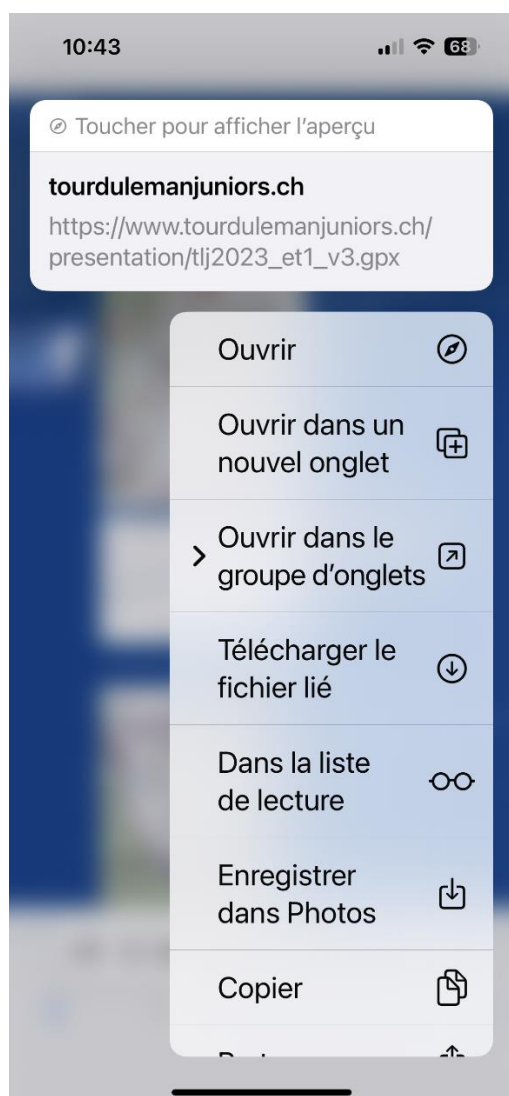 10:43
68
Toucher pour afficher l’aperçu
tourdulemanjuniors.ch
https://www.tourdulemanjuniors.ch/
presentation/tlj2023_et1_v3.gpx
Ouvrir
Ouvrir dans un
nouvel onglet
Ouvrir dans le
groupe d’onglets
Télécharger le
fichier lié
Dans la liste
de lecture
Enregistrer
dans Photos
Copier